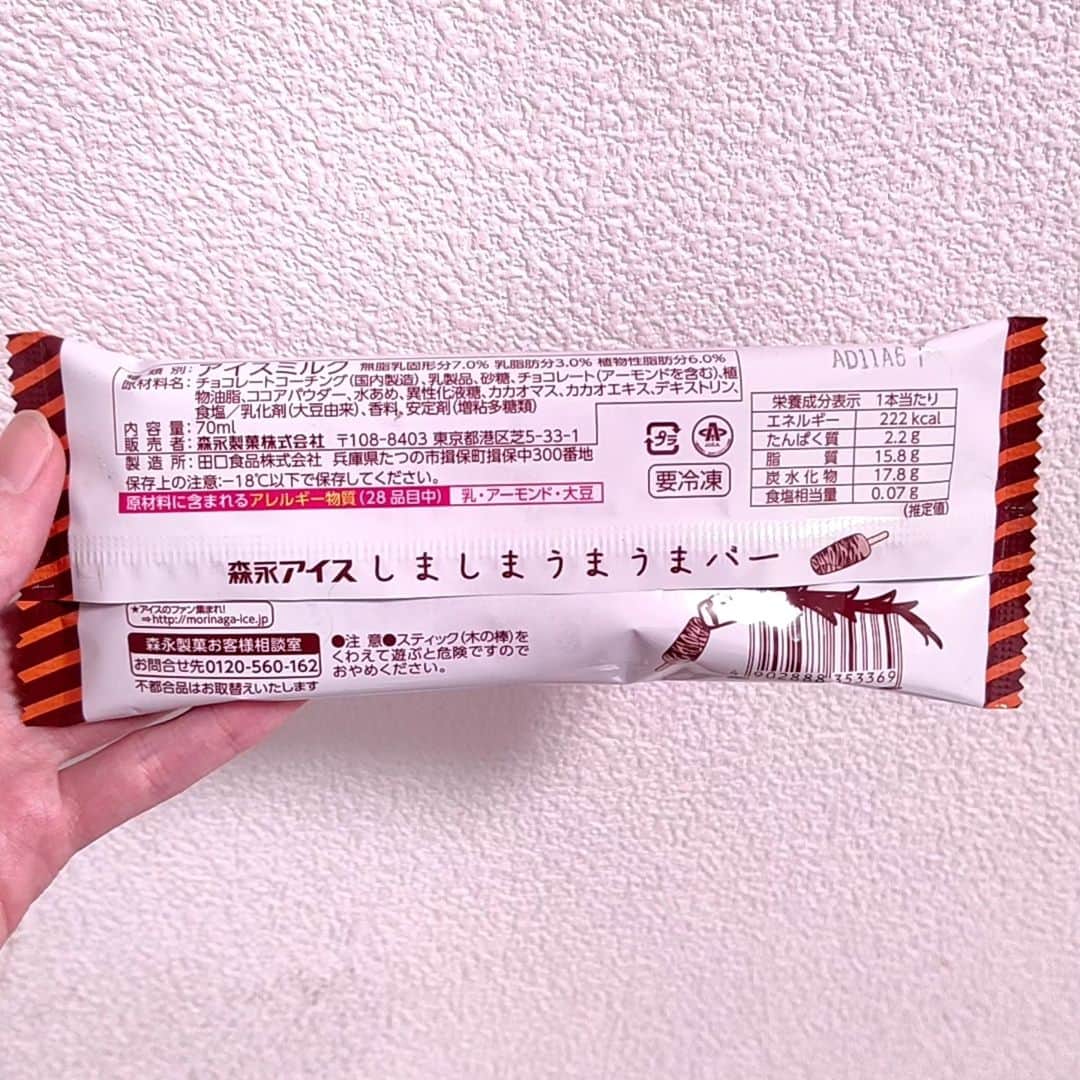 種類別：アイスミルク 無脂乳固形分7.0% 乳脂肪分3.0% 植物性脂肪分6.0%
原材料名：チョコレートコーチング(国内製造)、乳製品、砂糖、チョコレート(アーモンドを含む)、植
物油脂、ココアパウダー、水あめ、異性化液糖、カカオマス、カカオエキス、デキストリン、
食塩／乳化剤(大豆由来)、香料、安定剤(増粘多糖類)
内容量：70ml
販売者：森永製菓株式会社 〒108-8403 東京都港区芝5-33-1
製造所：田口食品株式会社 兵庫県たつの市揖保町揖保中300番地
保存上の注意：−18℃以下で保存してください。
原材料に含まれるアレルギー物質(28品目中) 乳・アーモンド・大豆
プラ
要冷凍
AD11A6
栄養成分表示 1本当たり
エネルギー 222kcal
たんぱく質 2.2g
脂質 15.8g
炭水化物 17.8g
食塩相当量 0.07g
(推定値)
森永アイス しましまうまうまバー
★アイスのファン集まれ!
⇒http://morinaga-ice.jp/
森永製菓お客様相談室
お問合せ先0120-560-162
不都合品はお取替えいたします
●注 意●スティック(木の棒)を
くわえて遊ぶと危険ですので
おやめください。
4 902888 353369